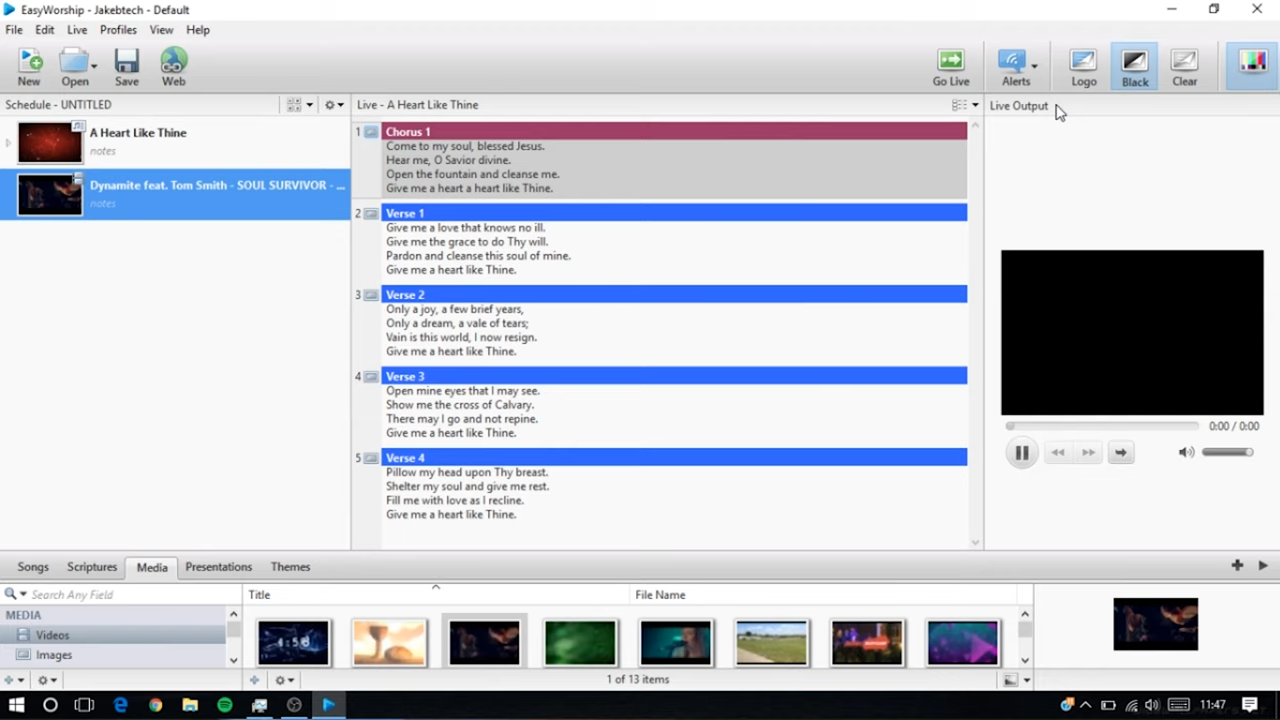 EasyWorship - Jakebtech - Default
File Edit Live Profiles View Help
New Open Save Web Go Live Alerts Logo Black Clear
Schedule - UNTITLED
A Heart Like Thine
notes
Dynamite feat. Tom Smith - SOUL SURVIVOR - ...
notes
Live - A Heart Like Thine
1 Chorus 1
Come to my soul, blessed Jesus.
Hear me, O Savior divine.
Open the fountain and cleanse me.
Give me a heart a heart like Thine.
2 Verse 1
Give me a love that knows no ill.
Give me the grace to do Thy will.
Pardon and cleanse this soul of mine.
Give me a heart like Thine.
3 Verse 2
Only a joy, a few brief years,
Only a dream, a vale of tears;
Vain is this world, I now resign.
Give me a heart like Thine.
4 Verse 3
Open mine eyes that I may see.
Show me the cross of Calvary.
There may I go and not repine.
Give me a heart like Thine.
5 Verse 4
Pillow my head upon Thy breast.
Shelter my soul and give me rest.
Fill me with love as I recline.
Give me a heart like Thine.
Live Output
0:00 / 0:00
Songs Scriptures Media Presentations Themes
Search Any Field
MEDIA
Videos
Images
Title File Name
4:56
1 of 13 items
11:47